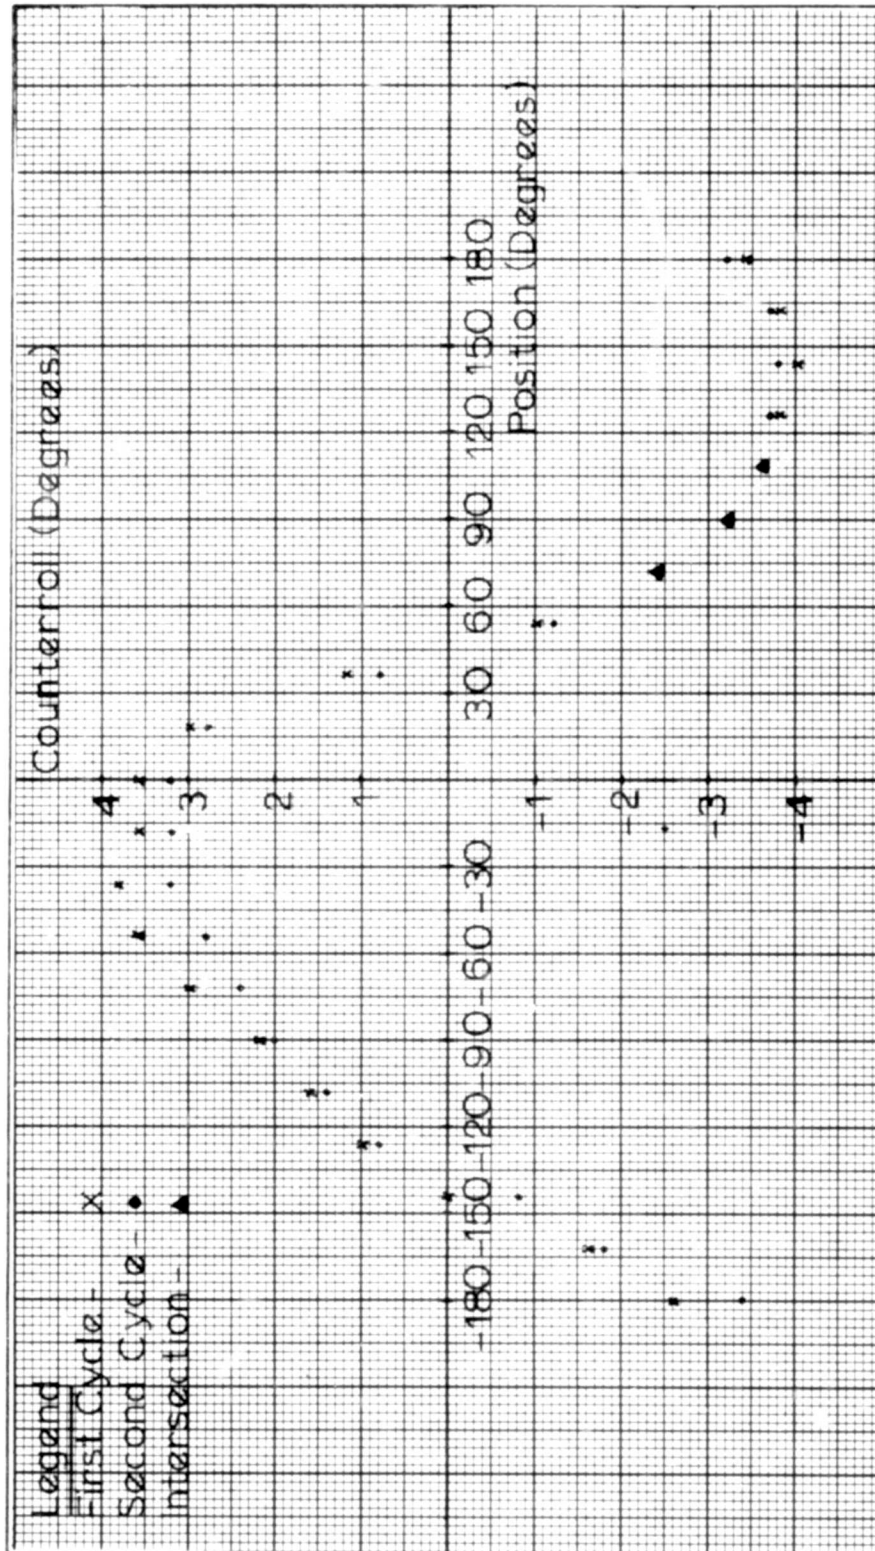 Legend
First Cycle - X
Second Cycle -
Intersection -
Counterroll (Degrees)
4
3
2
1
-1
-2
-3
-4
-180 -150 -120 -90 -60 -30 30 60 90 120 150 180
Position (Degrees)